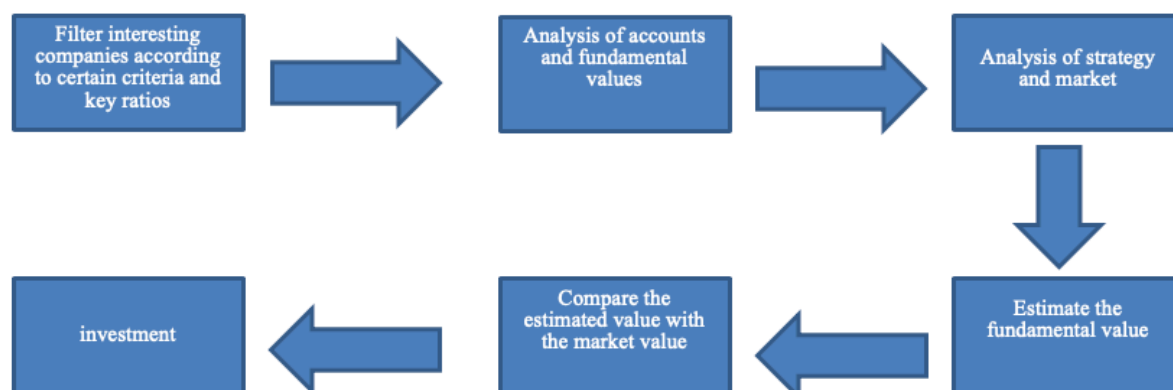 Filter interesting
companies according
to certain criteria and
key ratios
Analysis of accounts
and fundamental
values
Analysis of strategy
and market
Estimate the
fundamental value
Compare the
estimated value with
the market value
investment